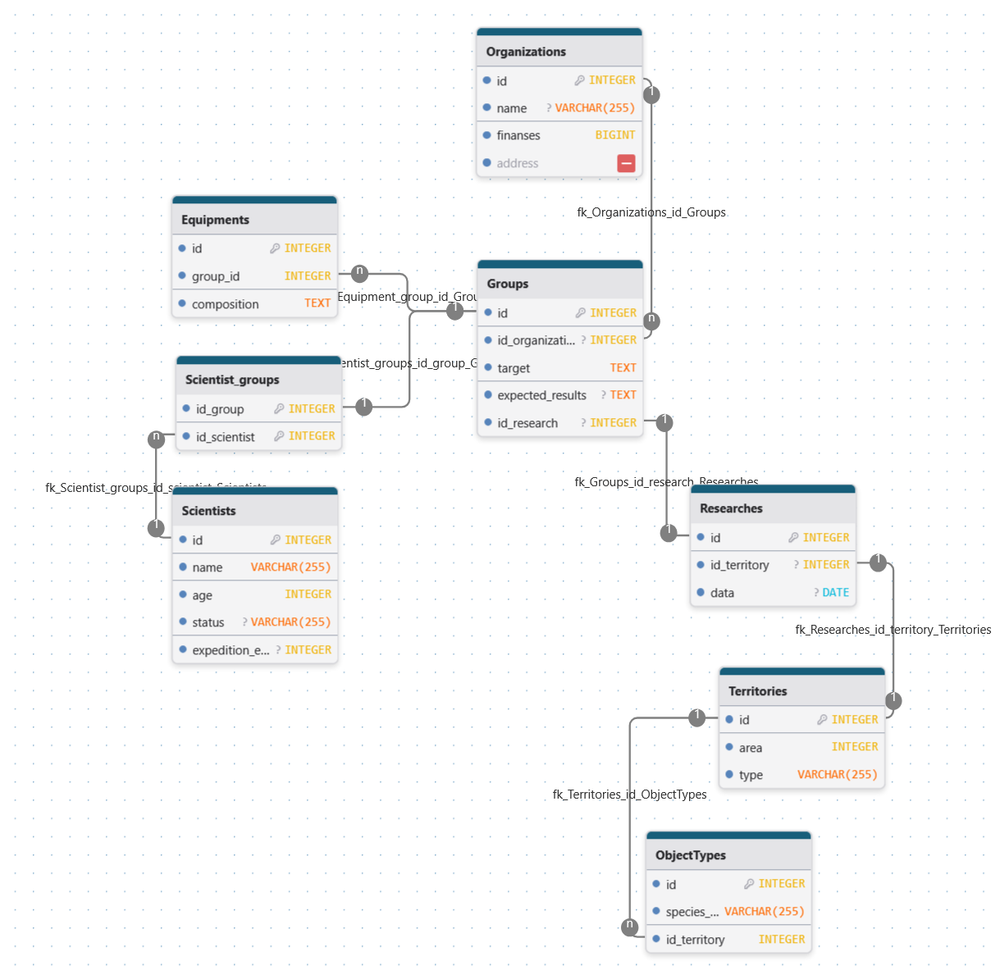 Organizations
id INTEGER
name ? VARCHAR(255)
finanses BIGINT
address
1
fk_Organizations_id_Groups
n
Equipments
id INTEGER
group_id INTEGER
composition TEXT
n
Equipment_group_id_Grou
1
Groups
id INTEGER
id_organizati... ? INTEGER
target TEXT
expected_results ? TEXT
id_research ? INTEGER
entist_groups_id_group_G
Scientist_groups
id_group INTEGER
id_scientist INTEGER
1
n
fk_Scientist_groups_id_scientist_Scientists
1
Scientists
id INTEGER
name VARCHAR(255)
age INTEGER
status ? VARCHAR(255)
expedition_e... ? INTEGER
1
fk_Groups_id_research_Researches
1
Researches
id INTEGER
id_territory ? INTEGER
data ? DATE
1
fk_Researches_id_territory_Territories
1
Territories
id INTEGER
area INTEGER
type VARCHAR(255)
1
fk_Territories_id_ObjectTypes
n
ObjectTypes
id INTEGER
species_... VARCHAR(255)
id_territory INTEGER